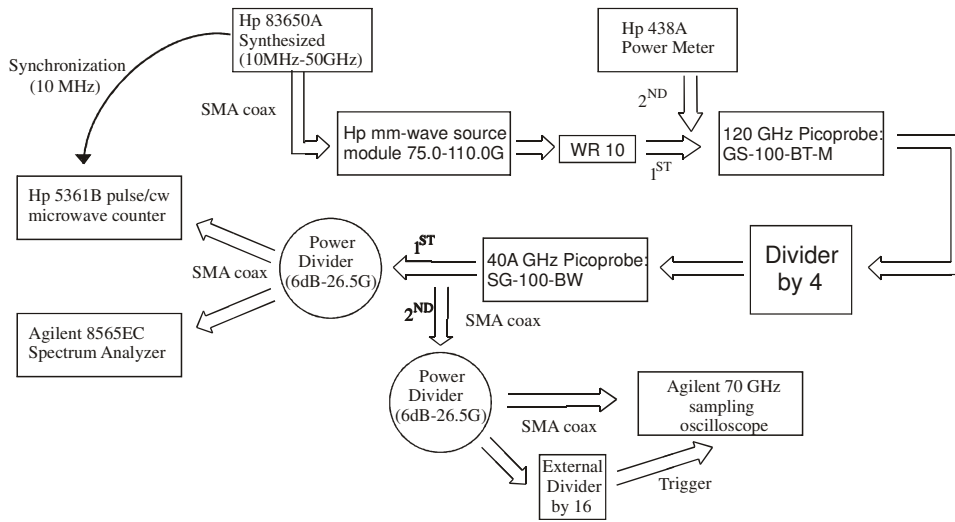 Hp 83650A
Synthesized
(10MHz-50GHz)
Hp 438A
Power Meter
Synchronization
(10 MHz)
SMA coax
2ND
Hp mm-wave source
module 75.0-110.0G
WR 10
1ST
120 GHz Picoprobe:
GS-100-BT-M
Hp 5361B pulse/cw
microwave counter
Power
Divider
(6dB-26.5G)
1ST
40A GHz Picoprobe:
SG-100-BW
Divider
by 4
SMA coax
2ND
SMA coax
Agilent 8565EC
Spectrum Analyzer
Power
Divider
(6dB-26.5G)
SMA coax
Agilent 70 GHz
sampling
oscilloscope
External
Divider
by 16
Trigger